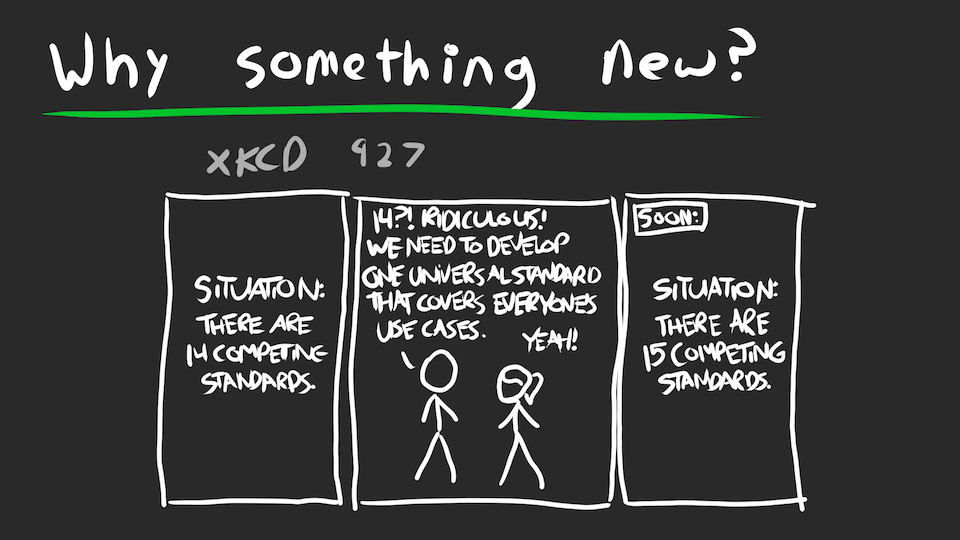 Why something new?
XKCD 927
SITUATION:
THERE ARE
14 COMPETING
STANDARDS.
14?! RIDICULOUS!
WE NEED TO DEVELOP
ONE UNIVERSAL STANDARD
THAT COVERS EVERYONES
USE CASES.
YEAH!
SOON:
SITUATION:
THERE ARE
15 COMPETING
STANDARDS.